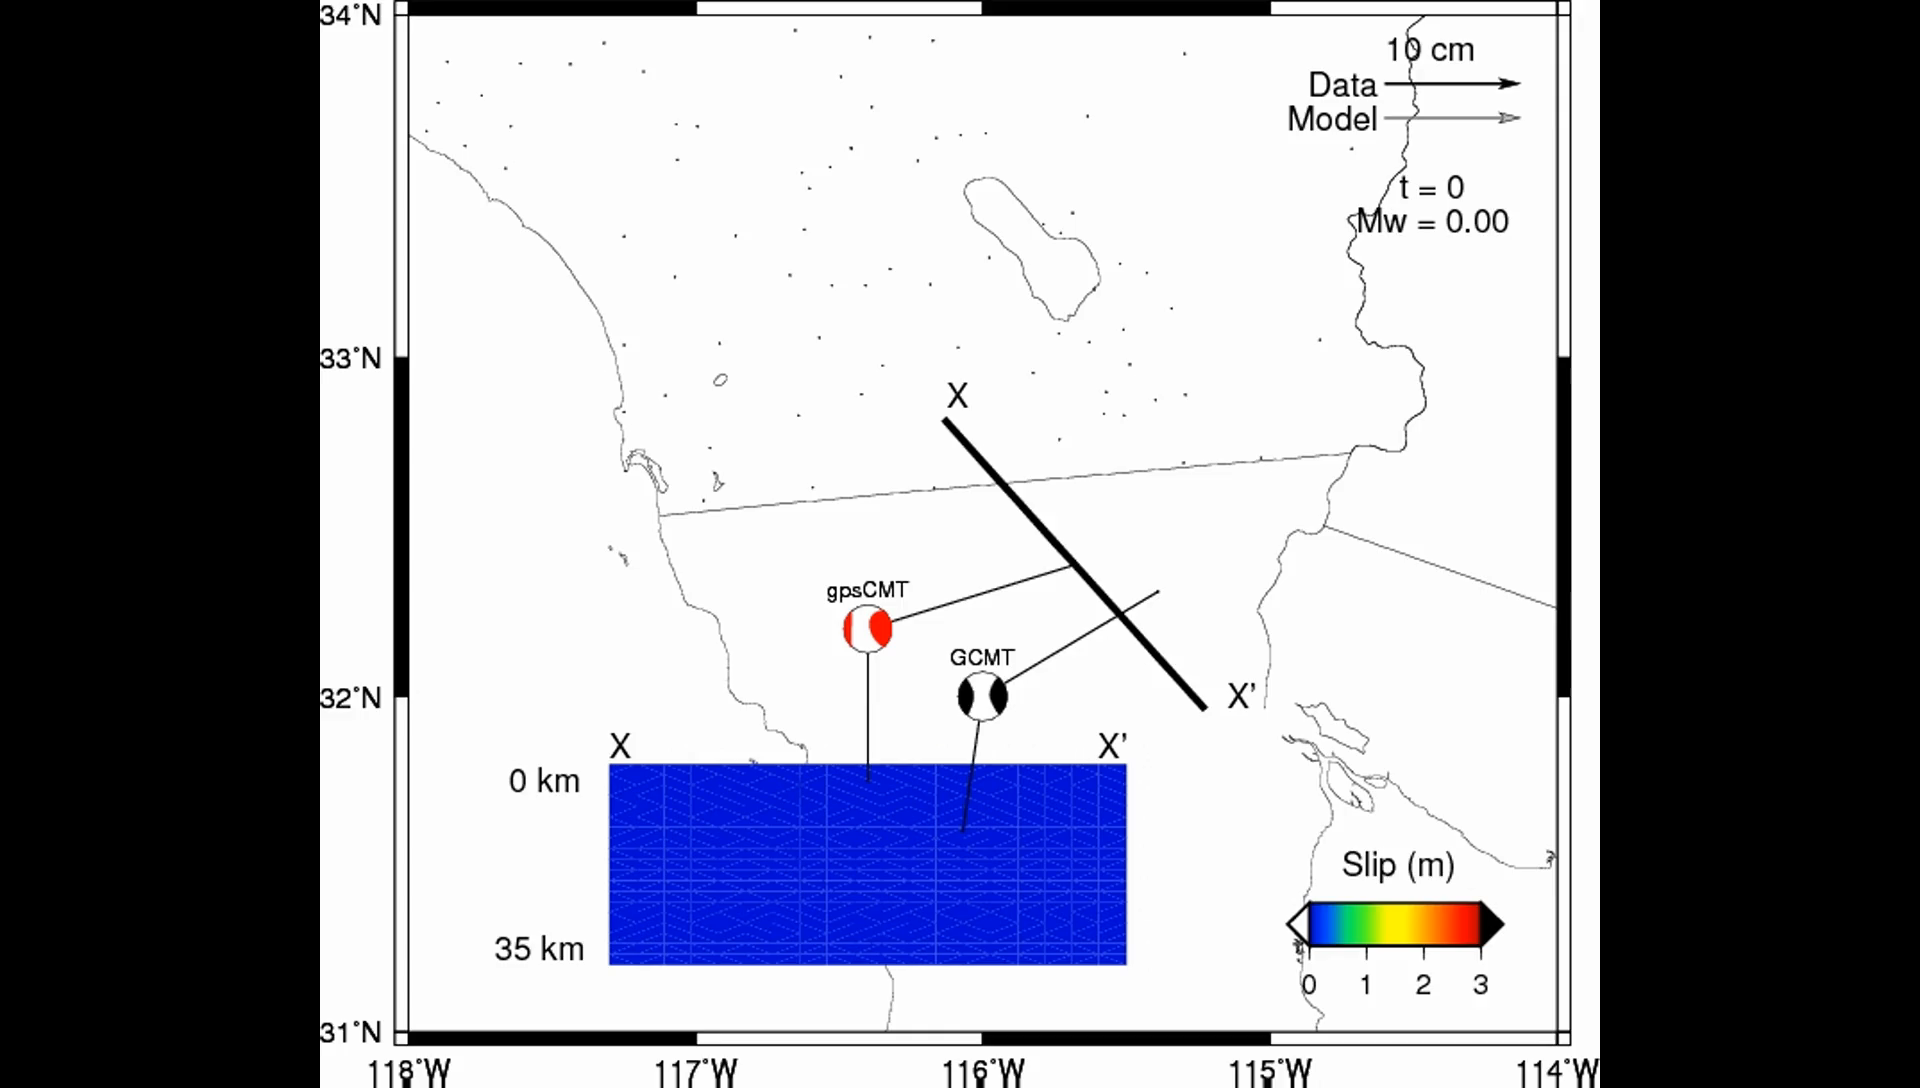 34°N
10 cm
Data
Model
t = 0
Mw = 0.00
33°N
X
gpsCMT
GCMT
32°N
X'
X
X'
0 km
Slip (m)
35 km
0 1 2 3
31°N
118°W 117°W 116°W 115°W 114°W